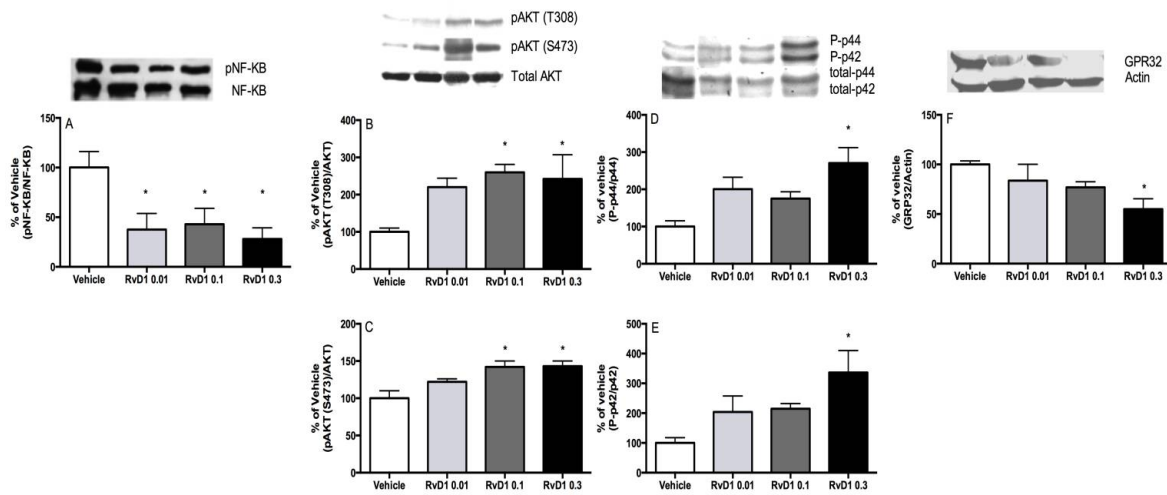 pNF-KB
NF-KB
A
% of Vehicle
(pNF-KB/NF-KB)
150
100
50
0
Vehicle
RvD1 0.01
RvD1 0.1
RvD1 0.3
*
*
*
pAKT (T308)
pAKT (S473)
Total AKT
B
% of Vehicle
(pAKT (T308)/AKT)
400
300
200
100
0
Vehicle
RvD1 0.01
RvD1 0.1
RvD1 0.3
*
*
P-p44
P-p42
total-p44
total-p42
D
% of vehicle
(P-p44/p44)
400
300
200
100
0
Vehicle
RvD1 0.01
RvD1 0.1
RvD1 0.3
*
GPR32
Actin
F
% of vehicle
(GRP32/Actin)
150
100
50
0
Vehicle
RvD1 0.01
RvD1 0.1
RvD1 0.3
*
C
% of Vehicle
(pAKT (S473)/AKT)
200
150
100
50
0
Vehicle
RvD1 0.01
RvD1 0.1
RvD1 0.3
*
*
E
% of vehicle
(P-p42/p42)
500
400
300
200
100
0
Vehicle
RvD1 0.01
RvD1 0.1
RvD1 0.3
*